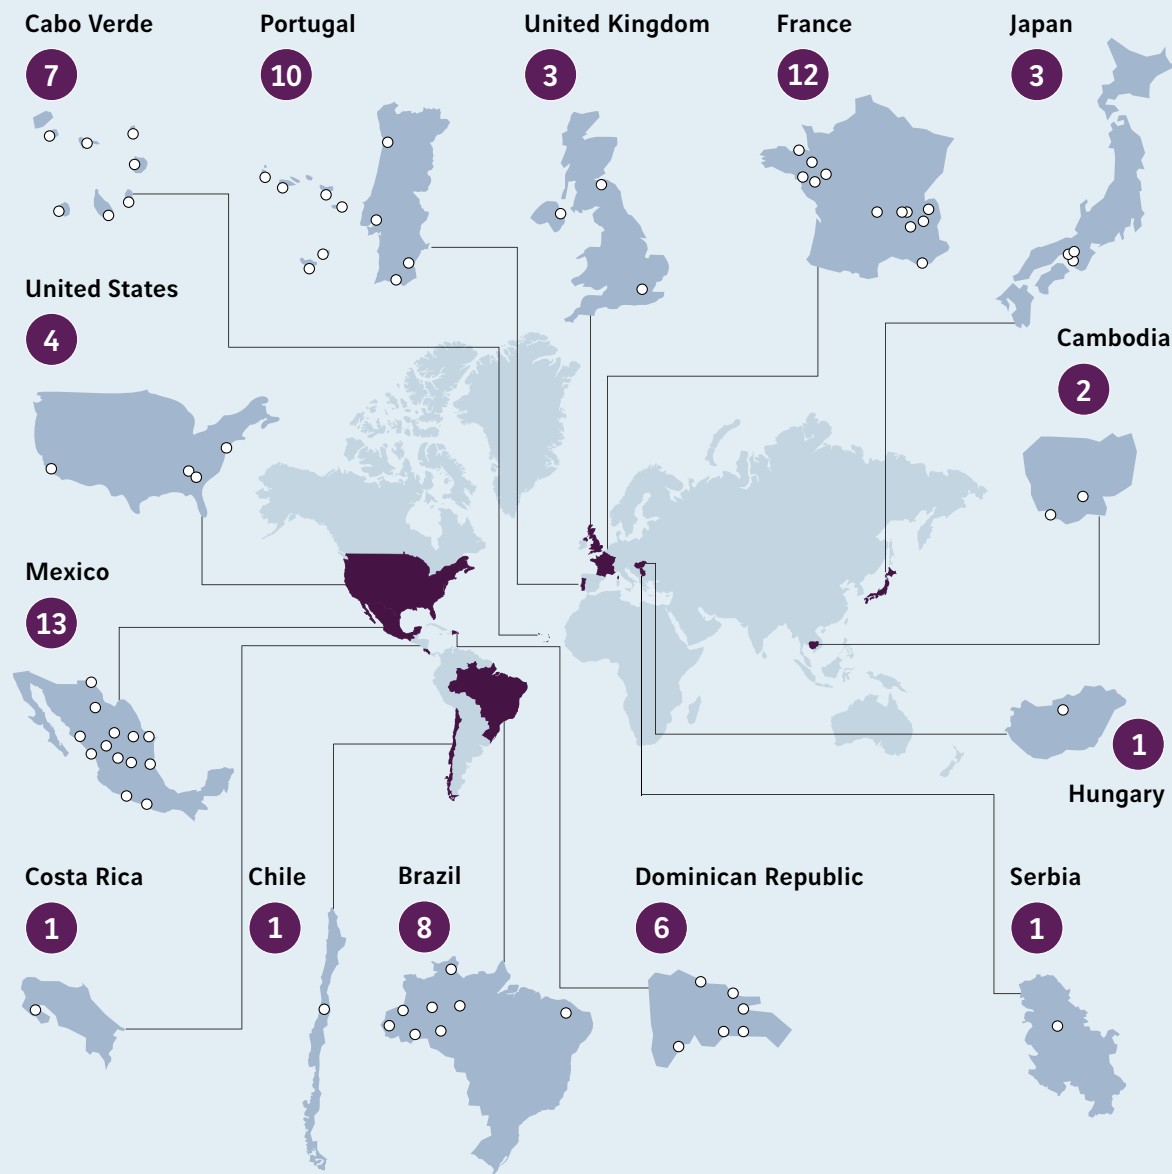 Cabo Verde
7
Portugal
10
United Kingdom
3
France
12
Japan
3
United States
4
Cambodia
2
Mexico
13
1
Hungary
Costa Rica
1
Chile
1
Brazil
8
Dominican Republic
6
Serbia
1